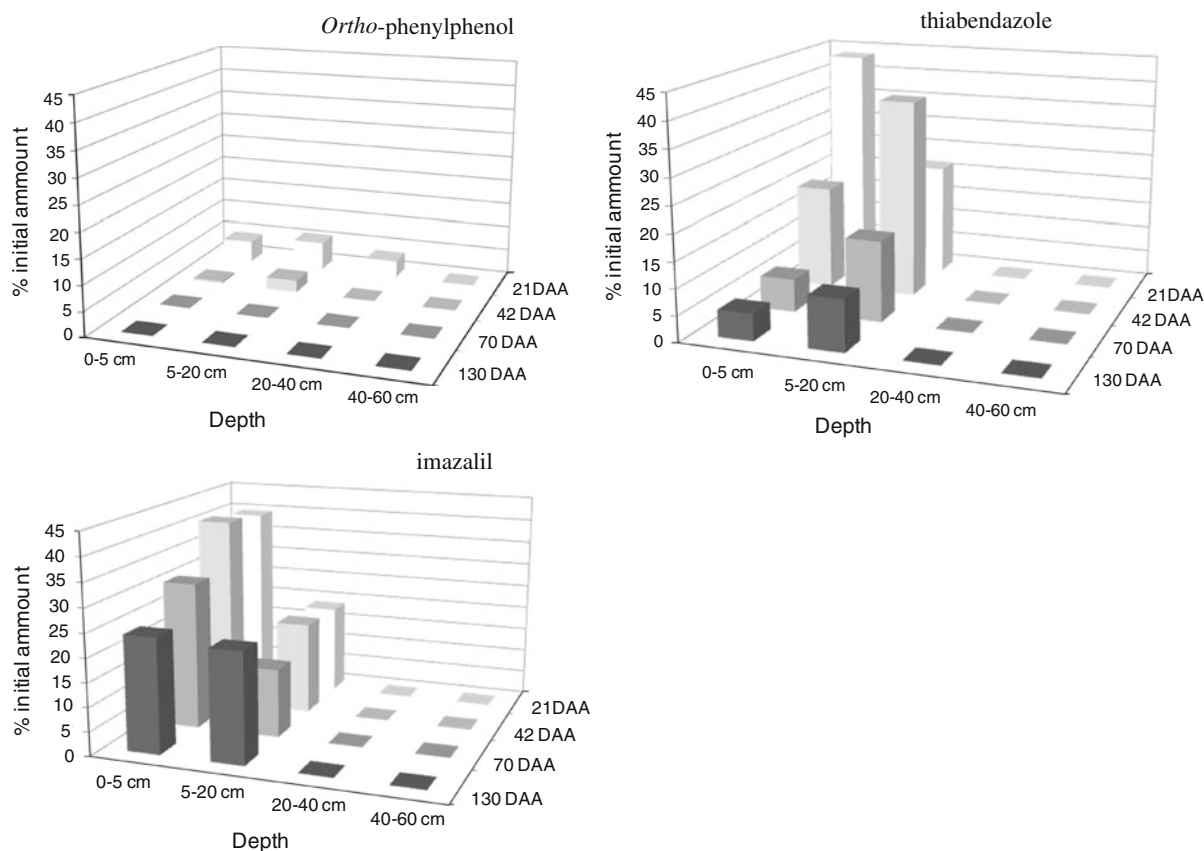 Ortho-phenylphenol
45
40
35
30
25
20
15
10
5
0
% initial ammount
0-5 cm
5-20 cm
20-40 cm
40-60 cm
Depth
21DAA
42 DAA
70 DAA
130 DAA
thiabendazole
45
40
35
30
25
20
15
10
5
0
% initial ammount
0-5 cm
5-20 cm
20-40 cm
40-60 cm
Depth
21DAA
42 DAA
70 DAA
130 DAA
imazalil
45
40
35
30
25
20
15
10
5
0
% initial ammount
0-5 cm
5-20 cm
20-40 cm
40-60 cm
Depth
21DAA
42 DAA
70 DAA
130 DAA